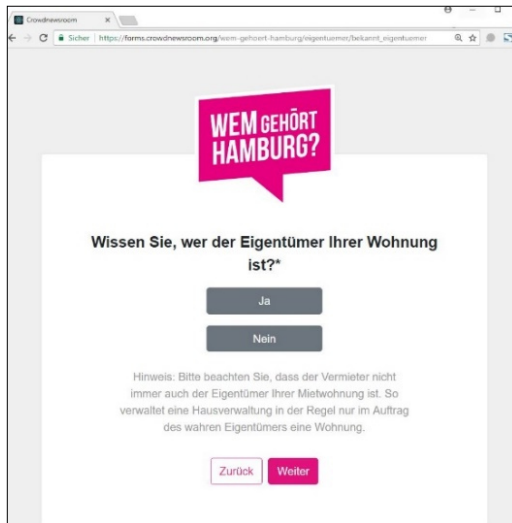 Crowdnewsroom
Sicher https://forms.crowdnewsroom.org/wem-gehoert-hamburg/eigentuemer/bekannt_eigentuemer
WEM GEHÖRT
HAMBURG?
Wissen Sie, wer der Eigentümer Ihrer Wohnung
ist?*
Ja
Nein
Hinweis: Bitte beachten Sie, dass der Vermieter nicht
immer auch der Eigentümer Ihrer Mietwohnung ist. So
verwaltet eine Hausverwaltung in der Regel nur im Auftrag
des wahren Eigentümers eine Wohnung.
Zurück Weiter